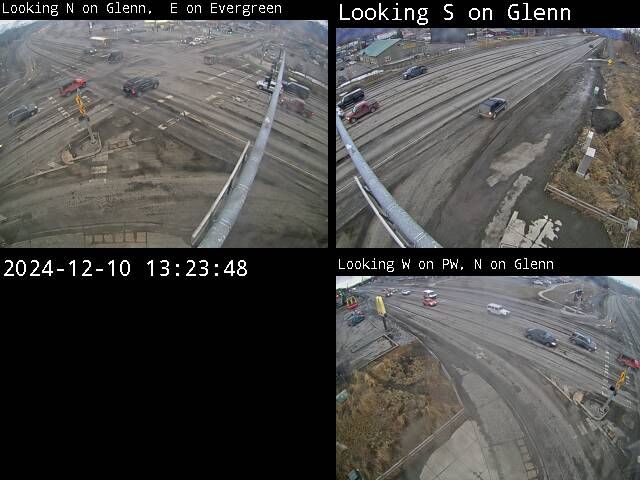 Looking N on Glenn, E on Evergreen
Looking S on Glenn
2024-12-10 13:23:48
Looking W on PW, N on Glenn